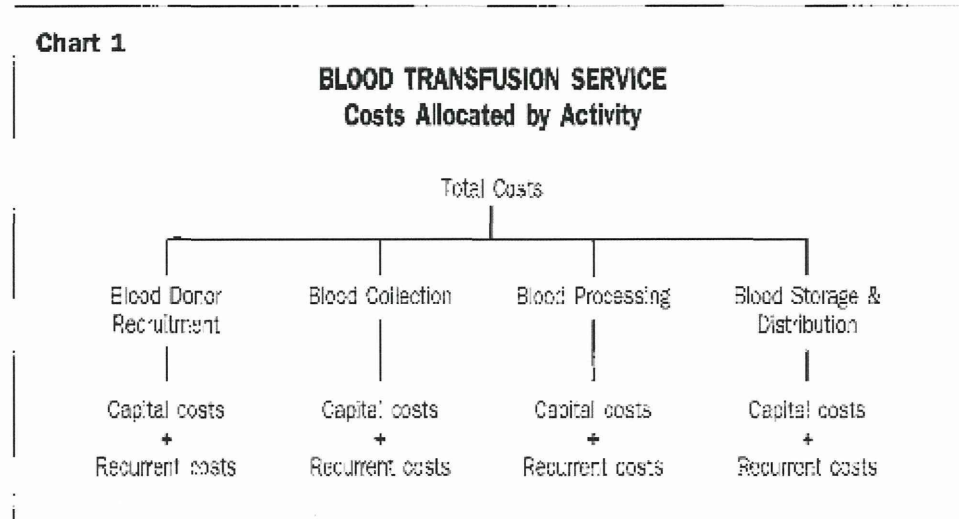 Chart 1
BLOOD TRANSFUSION SERVICE
Costs Allocated by Activity
Total Costs
Blood Donor Recruitment
Blood Collection
Blood Processing
Blood Storage & Distribution
Capital costs + Recurrent costs
Capital costs + Recurrent costs
Capital costs + Recurrent costs
Capital costs + Recurrent costs